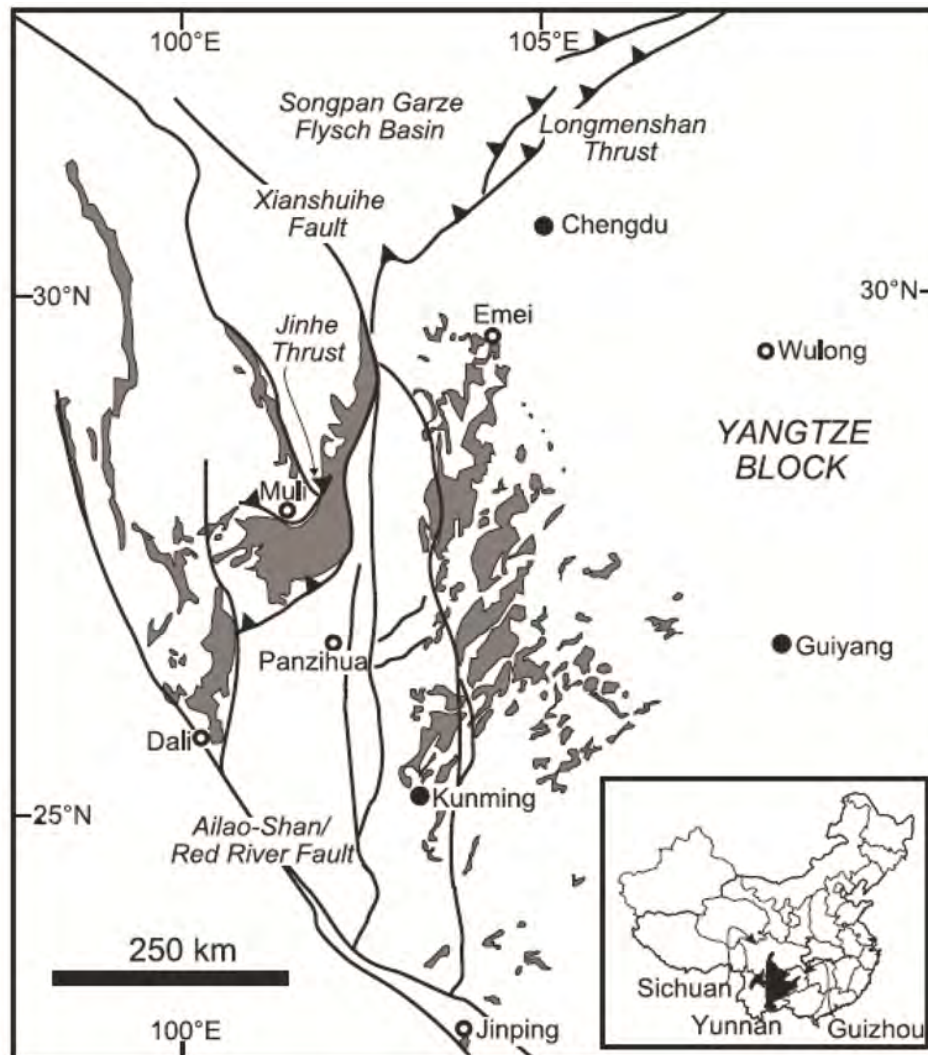 100°E
105°E
Songpan Garze
Flysch Basin
Longmenshan
Thrust
Xianshuihe
Fault
Chengdu
30°N
30°N
Emei
Jinhe
Thrust
Wulong
YANGTZE
BLOCK
Muli
Panzihua
Guiyang
Dali
Kunming
25°N
Ailao-Shan/
Red River Fault
250 km
Sichuan
Yunnan
Guizhou
Jinping
100°E